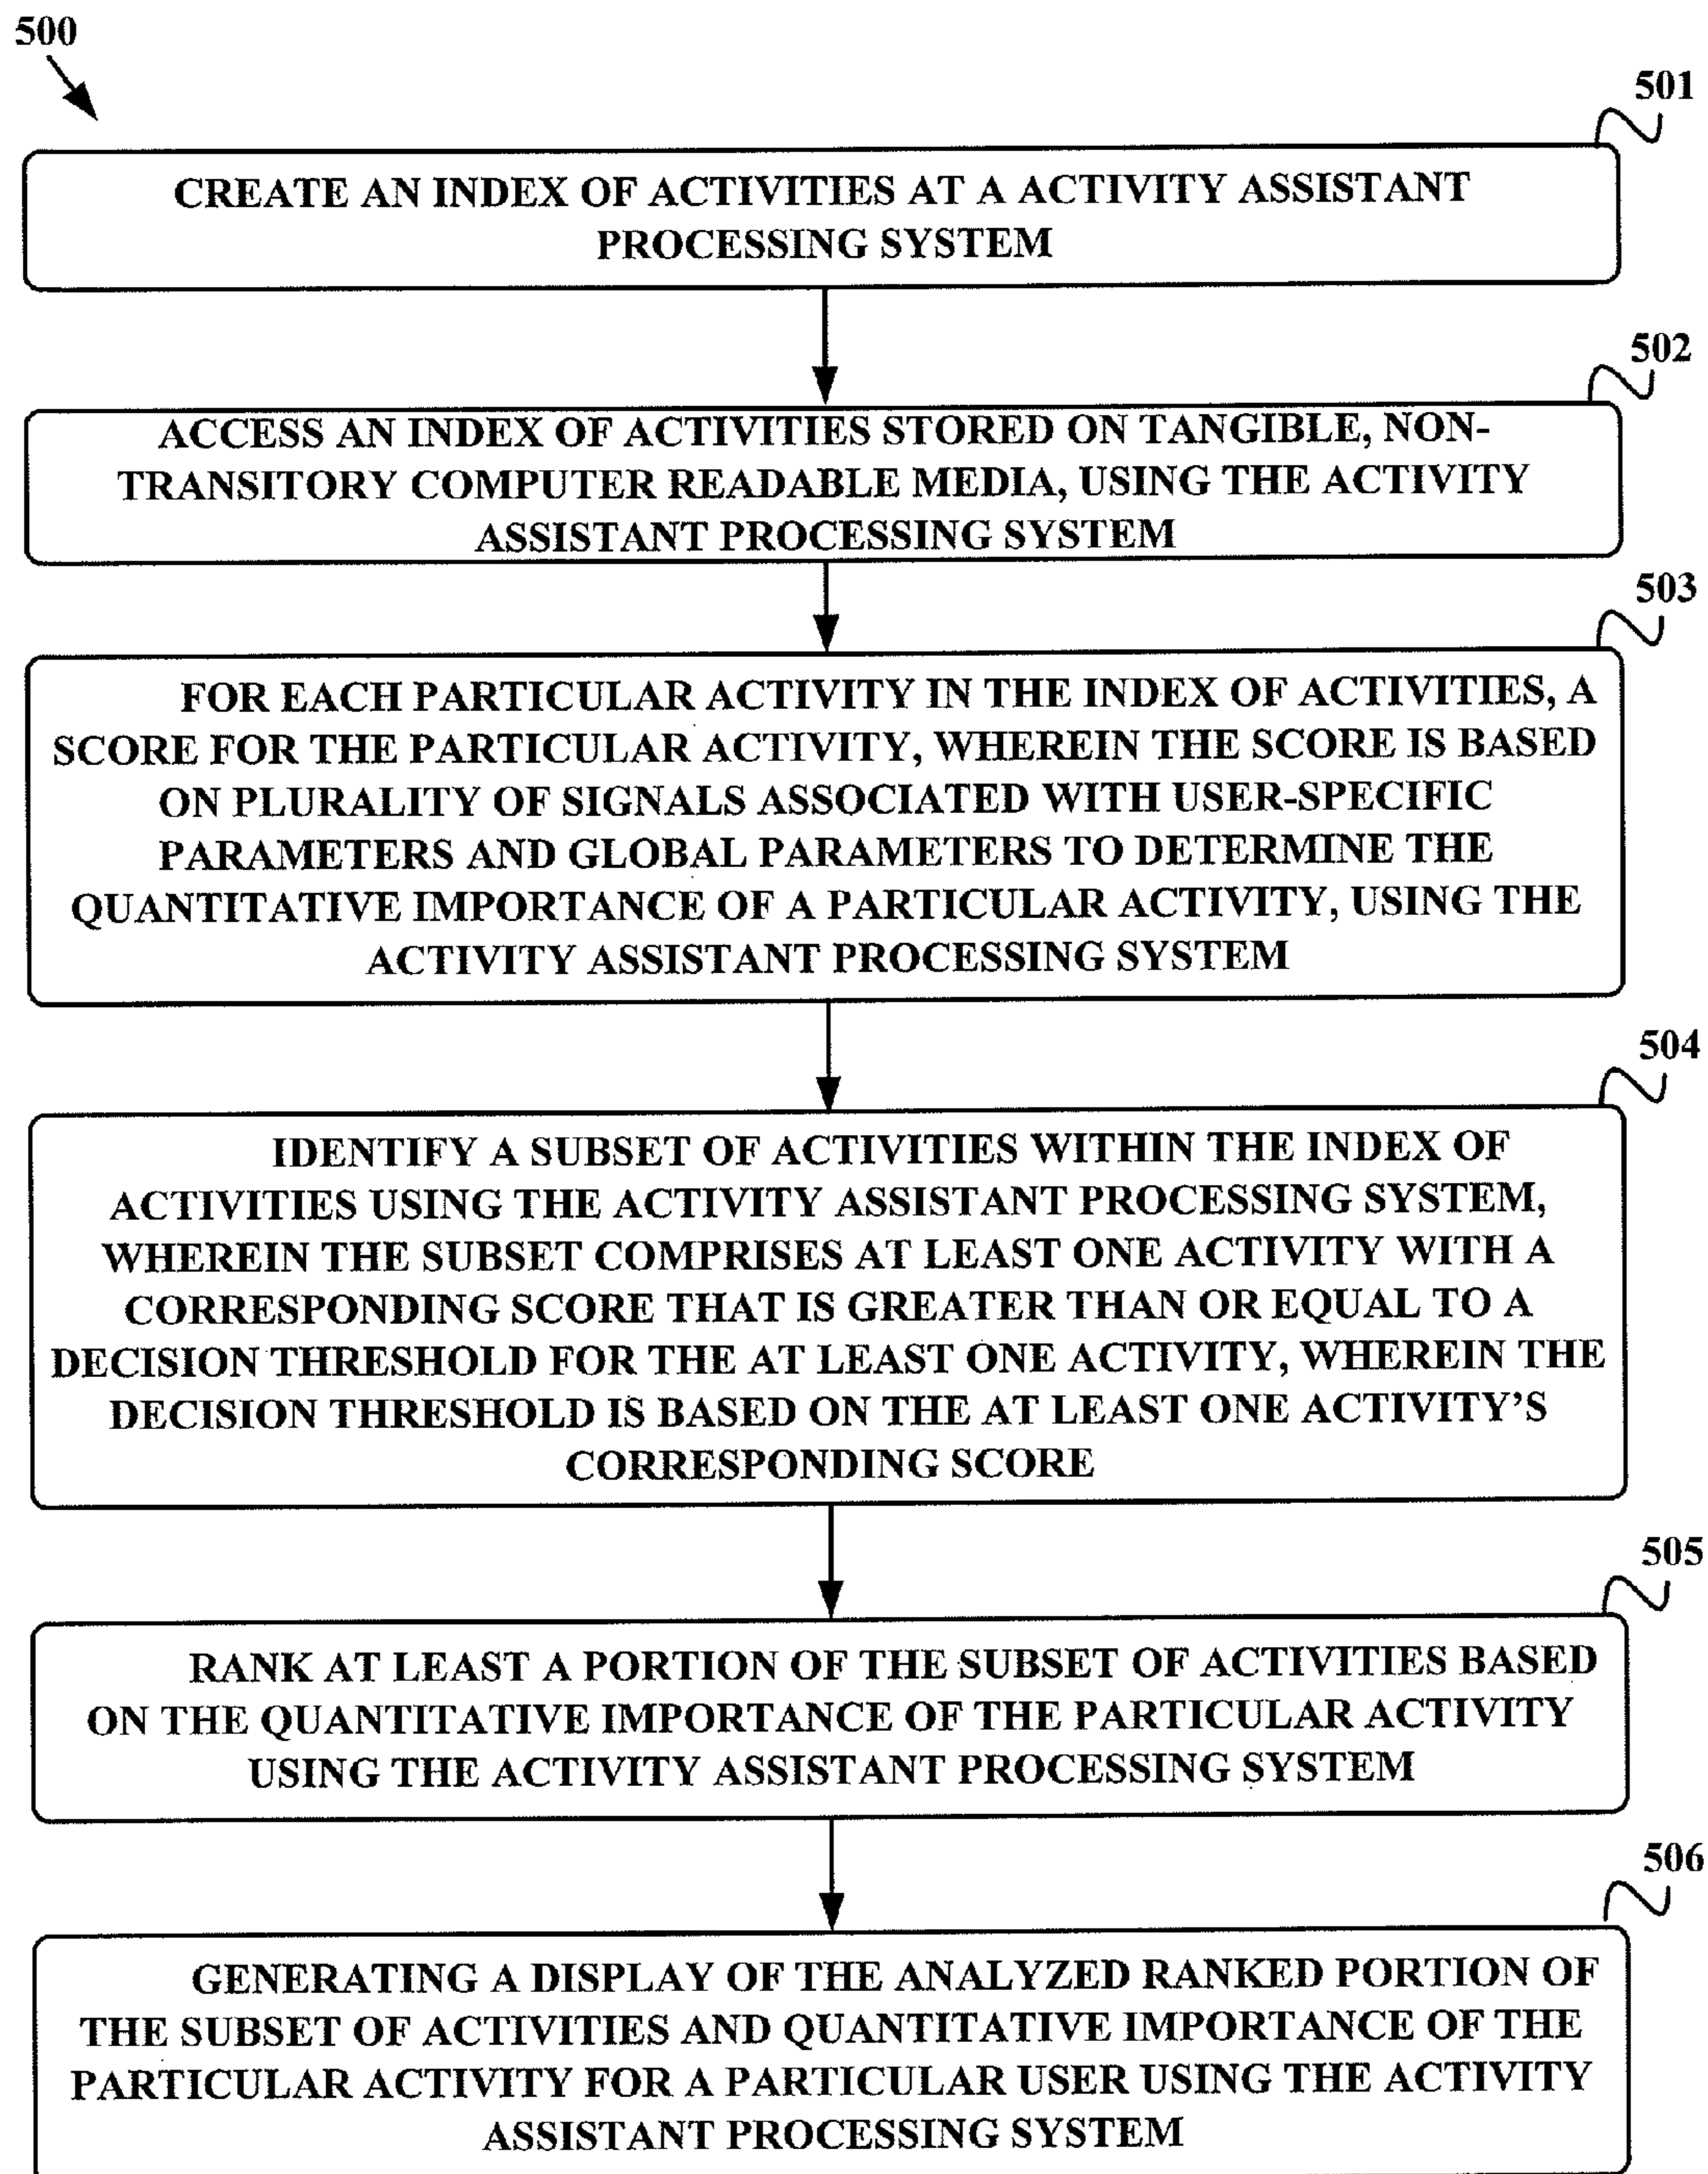 500
501
CREATE AN INDEX OF ACTIVITIES AT A ACTIVITY ASSISTANT
PROCESSING SYSTEM
502
ACCESS AN INDEX OF ACTIVITIES STORED ON TANGIBLE, NON-
TRANSITORY COMPUTER READABLE MEDIA, USING THE ACTIVITY
ASSISTANT PROCESSING SYSTEM
503
FOR EACH PARTICULAR ACTIVITY IN THE INDEX OF ACTIVITIES, A
SCORE FOR THE PARTICULAR ACTIVITY, WHEREIN THE SCORE IS BASED
ON PLURALITY OF SIGNALS ASSOCIATED WITH USER-SPECIFIC
PARAMETERS AND GLOBAL PARAMETERS TO DETERMINE THE
QUANTITATIVE IMPORTANCE OF A PARTICULAR ACTIVITY, USING THE
ACTIVITY ASSISTANT PROCESSING SYSTEM
504
IDENTIFY A SUBSET OF ACTIVITIES WITHIN THE INDEX OF
ACTIVITIES USING THE ACTIVITY ASSISTANT PROCESSING SYSTEM,
WHEREIN THE SUBSET COMPRISES AT LEAST ONE ACTIVITY WITH A
CORRESPONDING SCORE THAT IS GREATER THAN OR EQUAL TO A
DECISION THRESHOLD FOR THE AT LEAST ONE ACTIVITY, WHEREIN THE
DECISION THRESHOLD IS BASED ON THE AT LEAST ONE ACTIVITY'S
CORRESPONDING SCORE
505
RANK AT LEAST A PORTION OF THE SUBSET OF ACTIVITIES BASED
ON THE QUANTITATIVE IMPORTANCE OF THE PARTICULAR ACTIVITY
USING THE ACTIVITY ASSISTANT PROCESSING SYSTEM
506
GENERATING A DISPLAY OF THE ANALYZED RANKED PORTION OF
THE SUBSET OF ACTIVITIES AND QUANTITATIVE IMPORTANCE OF THE
PARTICULAR ACTIVITY FOR A PARTICULAR USER USING THE ACTIVITY
ASSISTANT PROCESSING SYSTEM